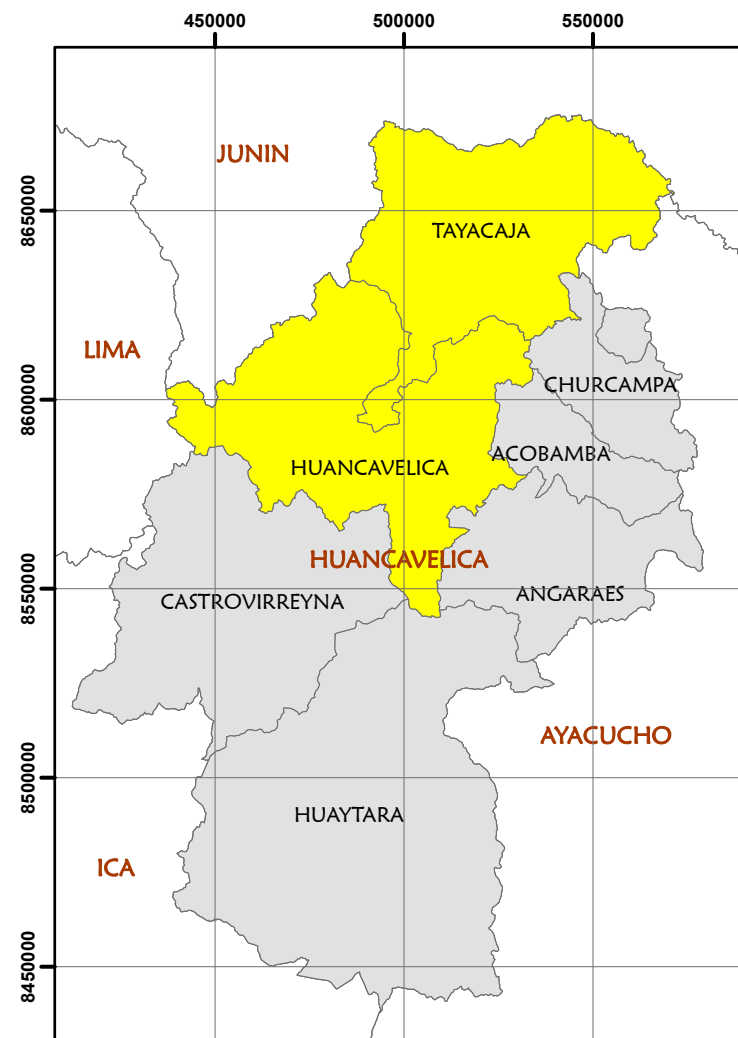 450000 500000 550000
JUNIN
8650000
TAYACAJA
LIMA
8600000
CHURCAMPA
ACOBAMBA
HUANCAVELICA
HUANCAVELICA
8550000
ANGARAES
CASTROVIRREYNA
AYACUCHO
8500000
HUAYTARA
ICA
8450000